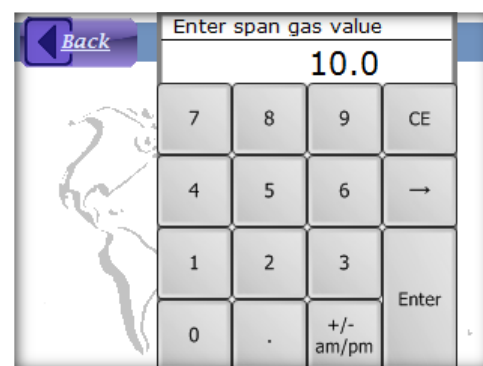 Enter span gas value
Back
10.0
7 8 9 CE
4 5 6 →
1 2 3
Enter
0 . +/-
am/pm